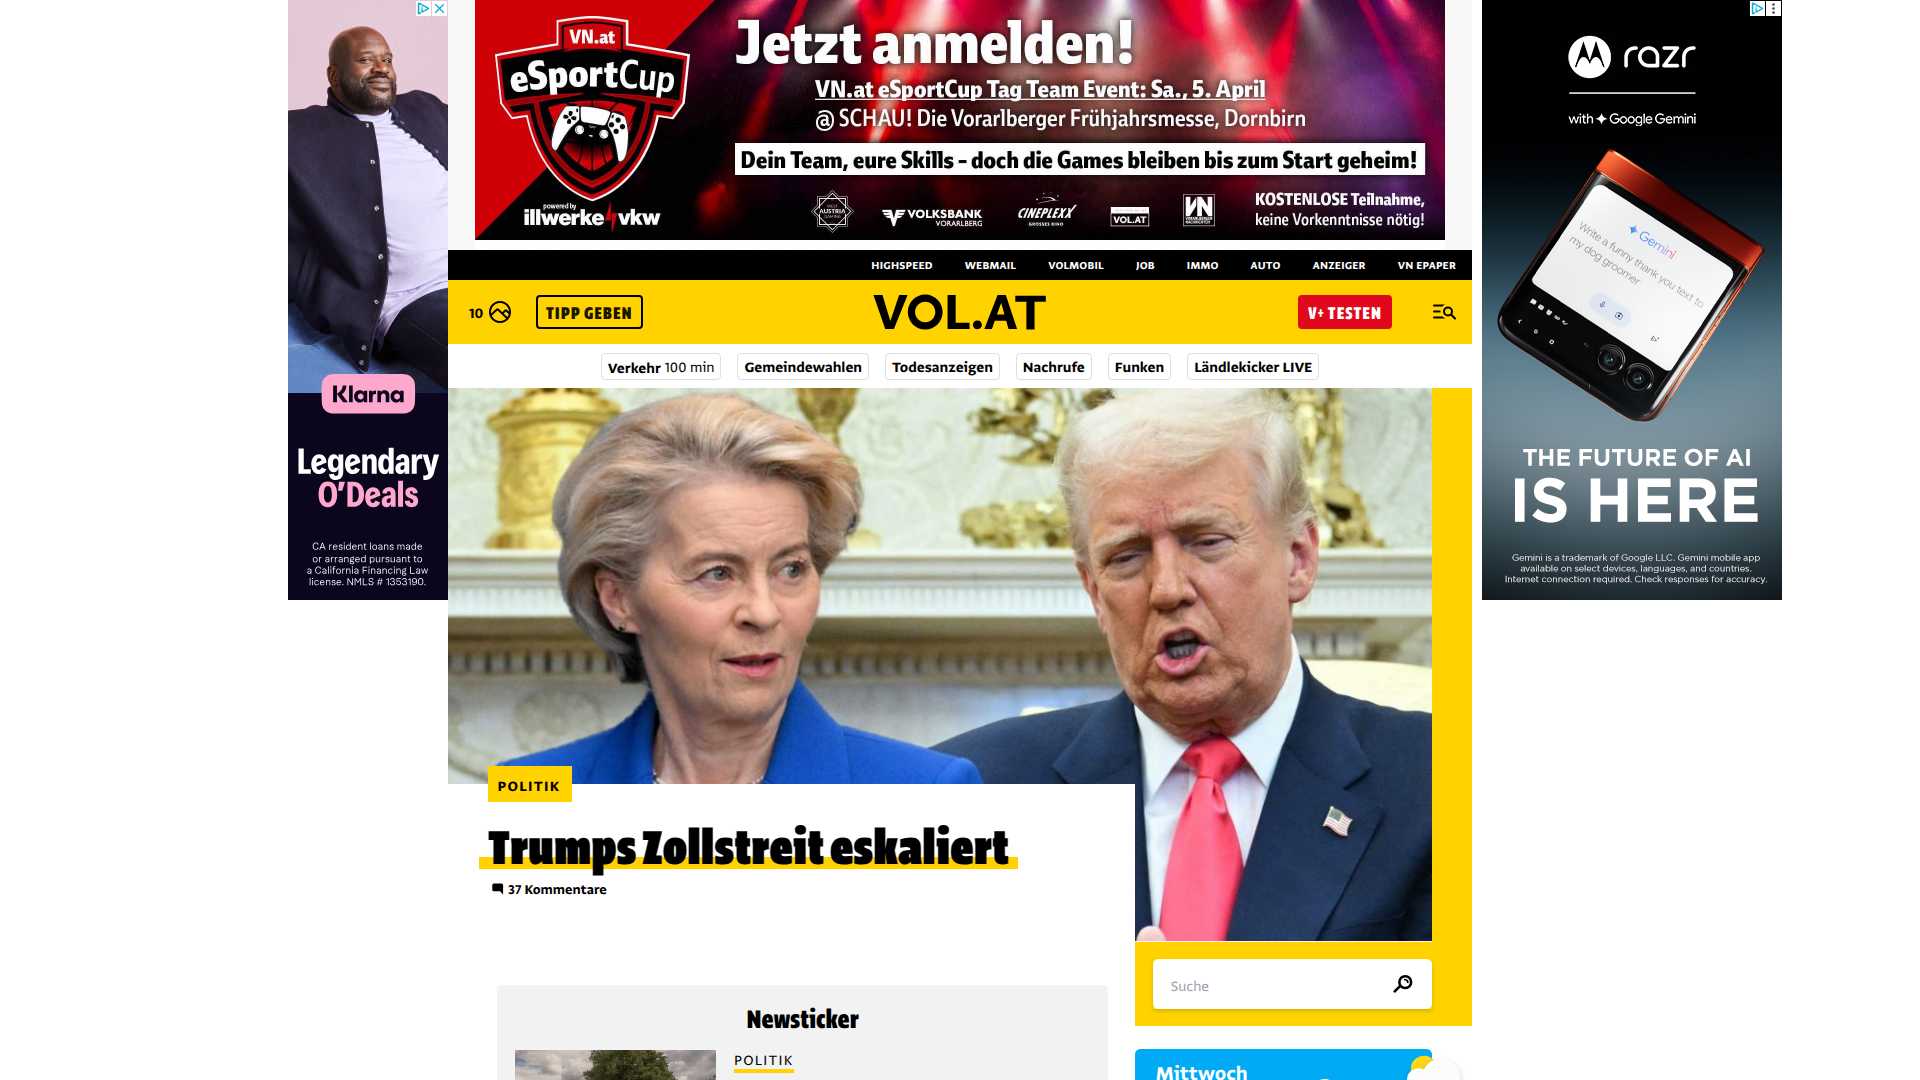 VN.at
eSportCup
powered by
illwerke vkw
Jetzt anmelden!
VN.at eSportCup Tag Team Event: Sa., 5. April
@ SCHAU! Die Vorarlberger Frühjahrsmesse, Dornbirn
Dein Team, eure Skills – doch die Games bleiben bis zum Start geheim!
AUSTRIA
VOLKSBANK
VORARLBERG
CINEPLEXX
GROSSES KINO
VOL.AT
VN
KOSTENLOSE Teilnahme,
keine Vorkenntnisse nötig!
Klarna
Legendary
O'Deals
CA resident loans made
or arranged pursuant to
a California Financing Law
license. NMLS # 1353190.
razr
with Google Gemini
Gemini
Write a funny thank you text to
my dog groomer
THE FUTURE OF AI
IS HERE
Gemini is a trademark of Google LLC. Gemini mobile app
available on select devices, languages, and countries.
Internet connection required. Check responses for accuracy.
HIGHSPEED WEBMAIL VOLMOBIL JOB IMMO AUTO ANZEIGER VN EPAPER
10 TIPP GEBEN VOL.AT V+ TESTEN
Verkehr 100 min Gemeindewahlen Todesanzeigen Nachrufe Funken Ländlekicker LIVE
POLITIK
Trumps Zollstreit eskaliert
37 Kommentare
Suche
Newsticker
POLITIK
Mittwoch